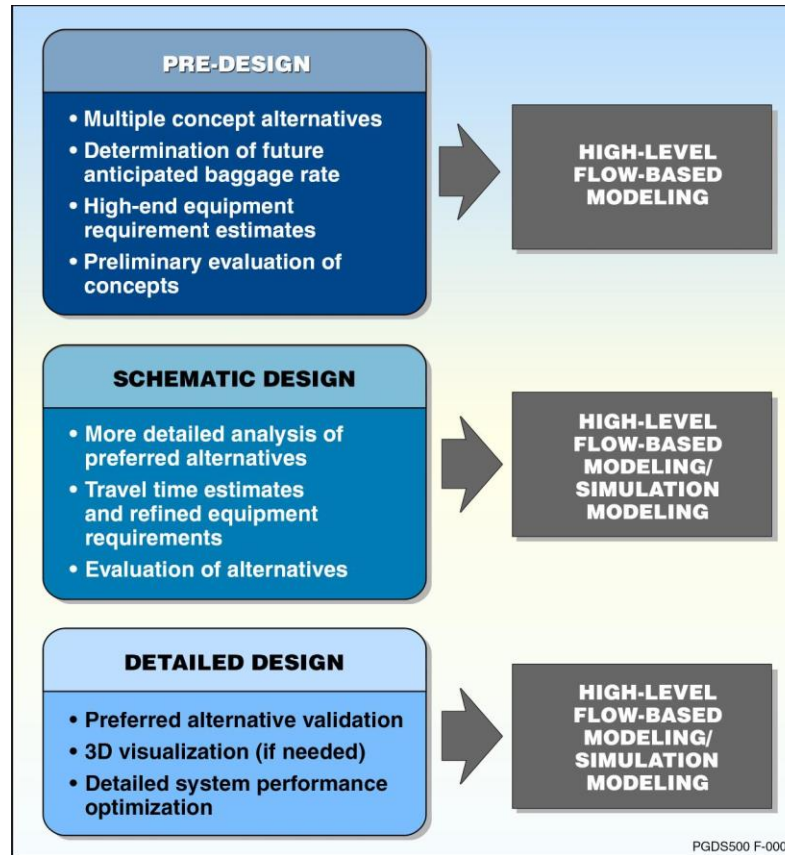 PRE-DESIGN
• Multiple concept alternatives
• Determination of future
anticipated baggage rate
• High-end equipment
requirement estimates
• Preliminary evaluation of
concepts
HIGH-LEVEL
FLOW-BASED
MODELING
SCHEMATIC DESIGN
• More detailed analysis of
preferred alternatives
• Travel time estimates
and refined equipment
requirements
• Evaluation of alternatives
HIGH-LEVEL
FLOW-BASED
MODELING/
SIMULATION
MODELING
DETAILED DESIGN
• Preferred alternative validation
• 3D visualization (if needed)
• Detailed system performance
optimization
HIGH-LEVEL
FLOW-BASED
MODELING/
SIMULATION
MODELING
PGDS500 F-000